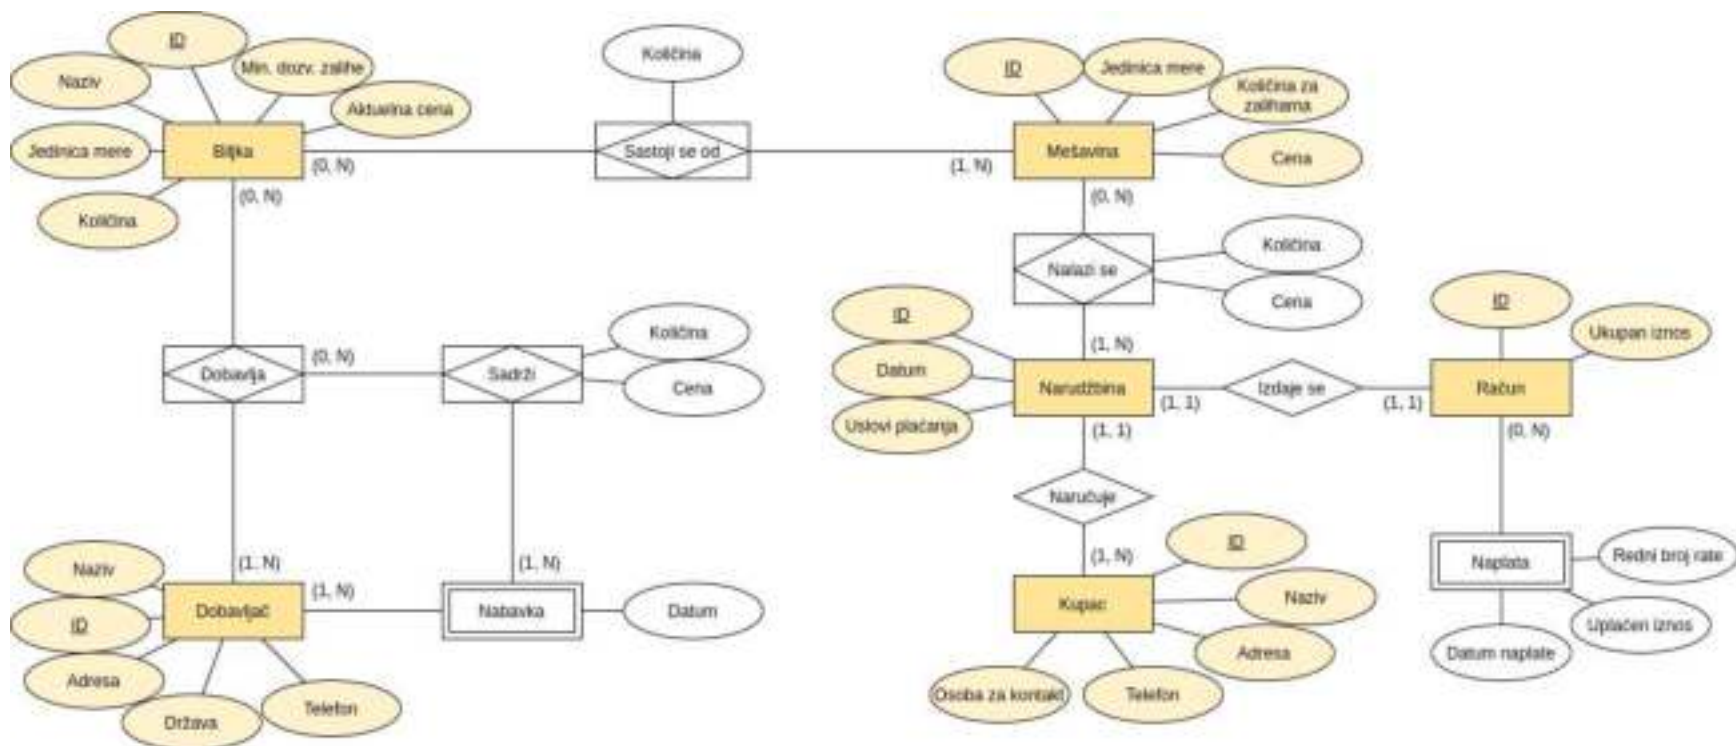 ID
Naziv
Min. dozv. zalihe
Aktuelna cena
Jedinica mere
Biljka
Količina
(0, N)
(0, N)
Količina
Sastoji se od
(1, N)
ID
Jedinica mere
Količina za
zalihama
Mešavina
Cena
(0, N)
Nalazi se
Količina
Cena
(1, N)
ID
Datum
Uslovi plaćanja
Narudžbina
(1, 1)
Izdaje se
(1, 1)
ID
Ukupan iznos
Račun
(0, N)
(1, 1)
Dobavlja
(0, N)
Sadrži
Količina
Cena
Naručuje
(1, N)
(1, N)
(1, N)
Naziv
ID
Adresa
Država
Telefon
Dobavljač
(1, N)
Nabavka
Datum
Kupac
ID
Naziv
Adresa
Telefon
Osoba za kontakt
Naplata
Redni broj rate
Uplaćen iznos
Datum naplate